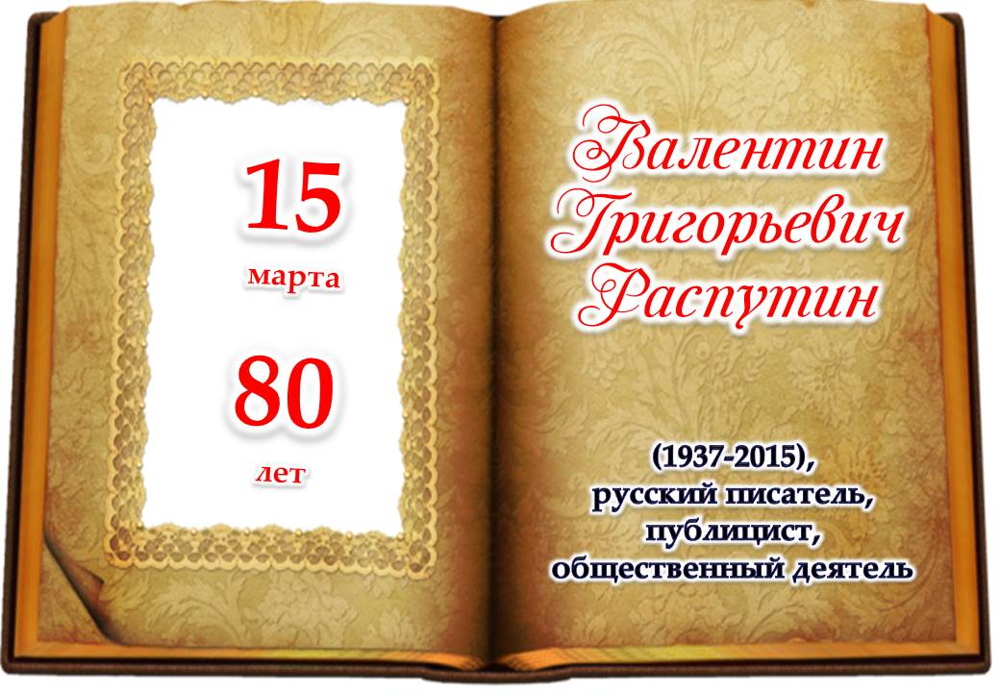 15
марта
80
лет
Валентин
Григорьевич
Распутин
(1937-2015),
русский писатель,
публицист,
общественный деятель